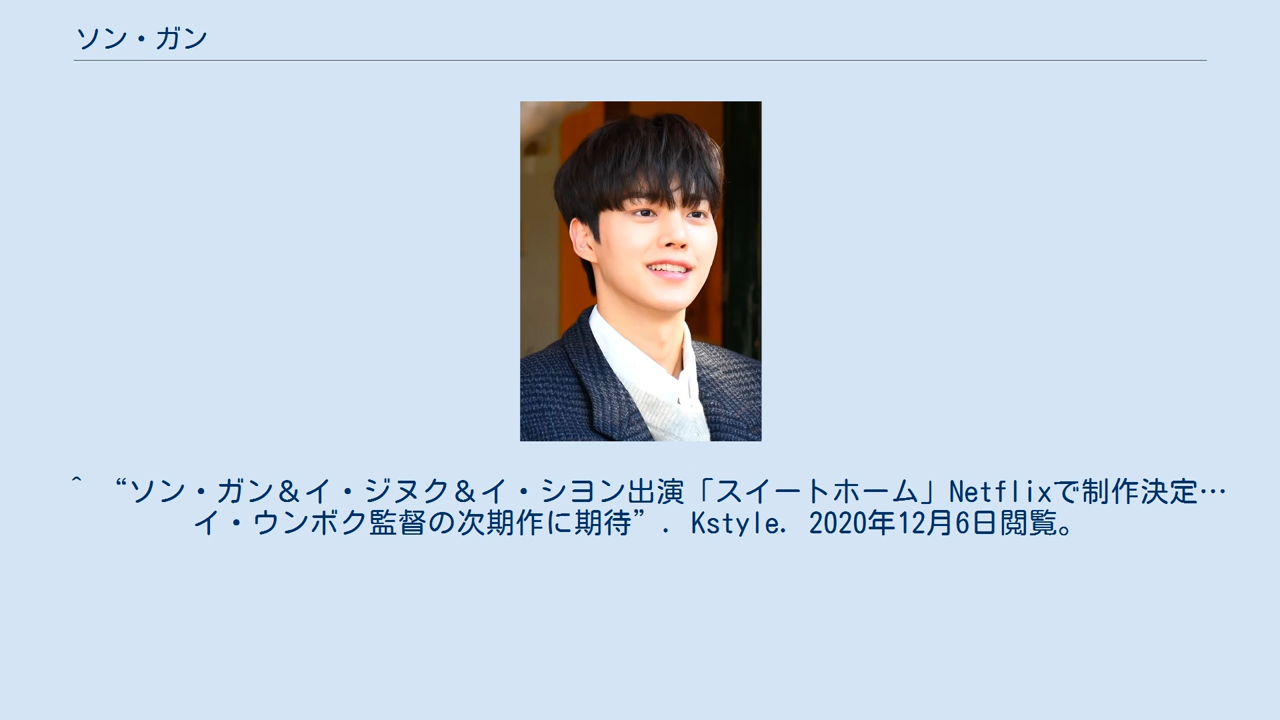 ソン・ガン
^ “ソン・ガン＆イ・ジヌク＆イ・シヨン出演「スイートホーム」Netflixで制作決定…
イ・ウンボク監督の次期作に期待”. Kstyle. 2020年12月6日閲覧。